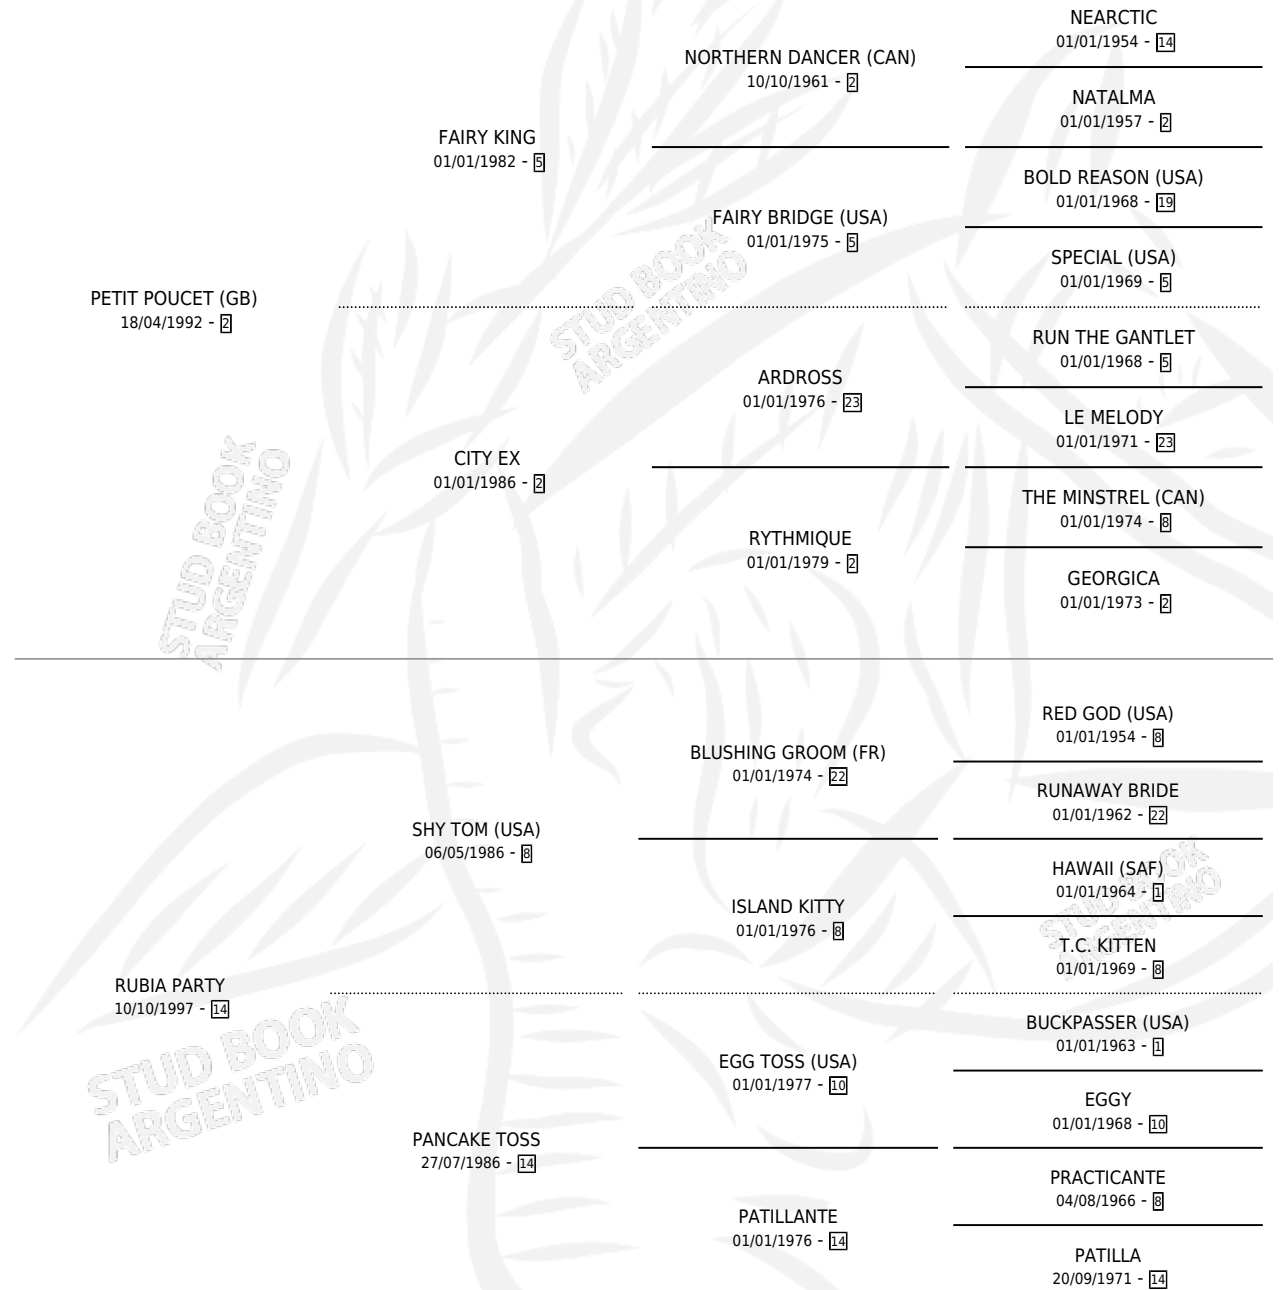 NEARCTIC
01/01/1954 - 14
NORTHERN DANCER (CAN)
10/10/1961 - 2
NATALMA
01/01/1957 - 2
FAIRY KING
01/01/1982 - 5
BOLD REASON (USA)
01/01/1968 - 19
FAIRY BRIDGE (USA)
01/01/1975 - 5
SPECIAL (USA)
01/01/1969 - 5
PETIT POUCET (GB)
18/04/1992 - 2
STUD BOOK
ARGENTINO
RUN THE GANTLET
01/01/1968 - 5
ARDROSS
01/01/1976 - 23
LE MELODY
01/01/1971 - 23
CITY EX
01/01/1986 - 2
STUD BOOK
ARGENTINO
THE MINSTREL (CAN)
01/01/1974 - 8
RYTHMIQUE
01/01/1979 - 2
GEORGICA
01/01/1973 - 2
RED GOD (USA)
01/01/1954 - 8
BLUSHING GROOM (FR)
01/01/1974 - 22
RUNAWAY BRIDE
01/01/1962 - 22
SHY TOM (USA)
06/05/1986 - 8
HAWAII (SAF)
01/01/1964 - 1
STUD BOOK
ARGENTINO
ISLAND KITTY
01/01/1976 - 8
T.C. KITTEN
01/01/1969 - 8
RUBIA PARTY
10/10/1997 - 14
STUD BOOK
ARGENTINO
BUCKPASSER (USA)
01/01/1963 - 1
EGG TOSS (USA)
01/01/1977 - 10
EGGY
01/01/1968 - 10
PANCAKE TOSS
27/07/1986 - 14
PRACTICANTE
04/08/1966 - 8
PATILLANTE
01/01/1976 - 14
PATILLA
20/09/1971 - 14